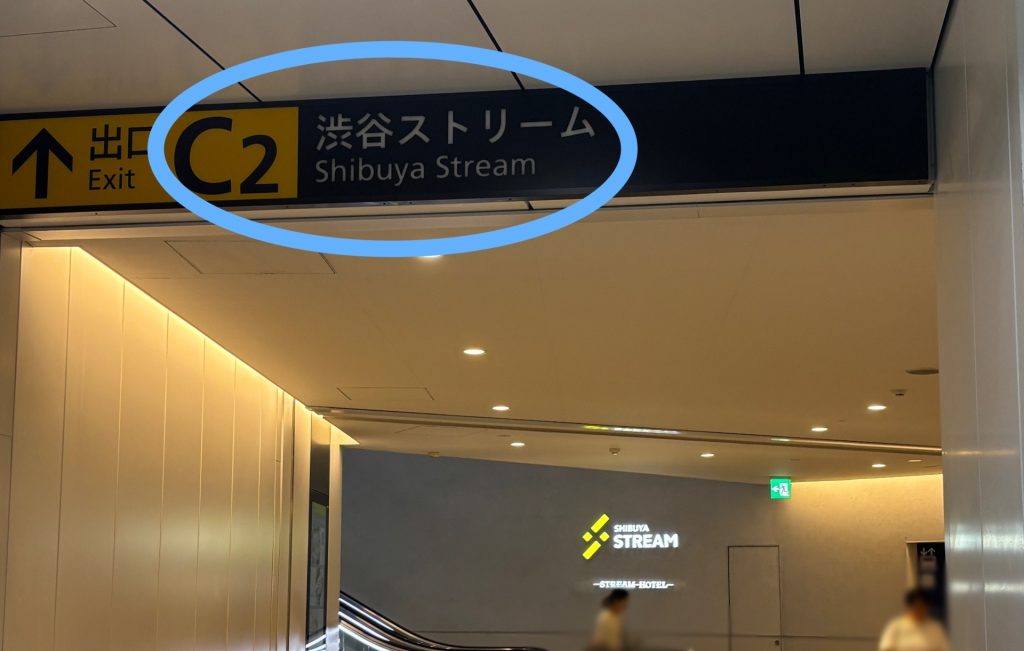 出口
Exit
C2
渋谷ストリーム
Shibuya Stream
SHIBUYA
STREAM
STREAM HOTEL